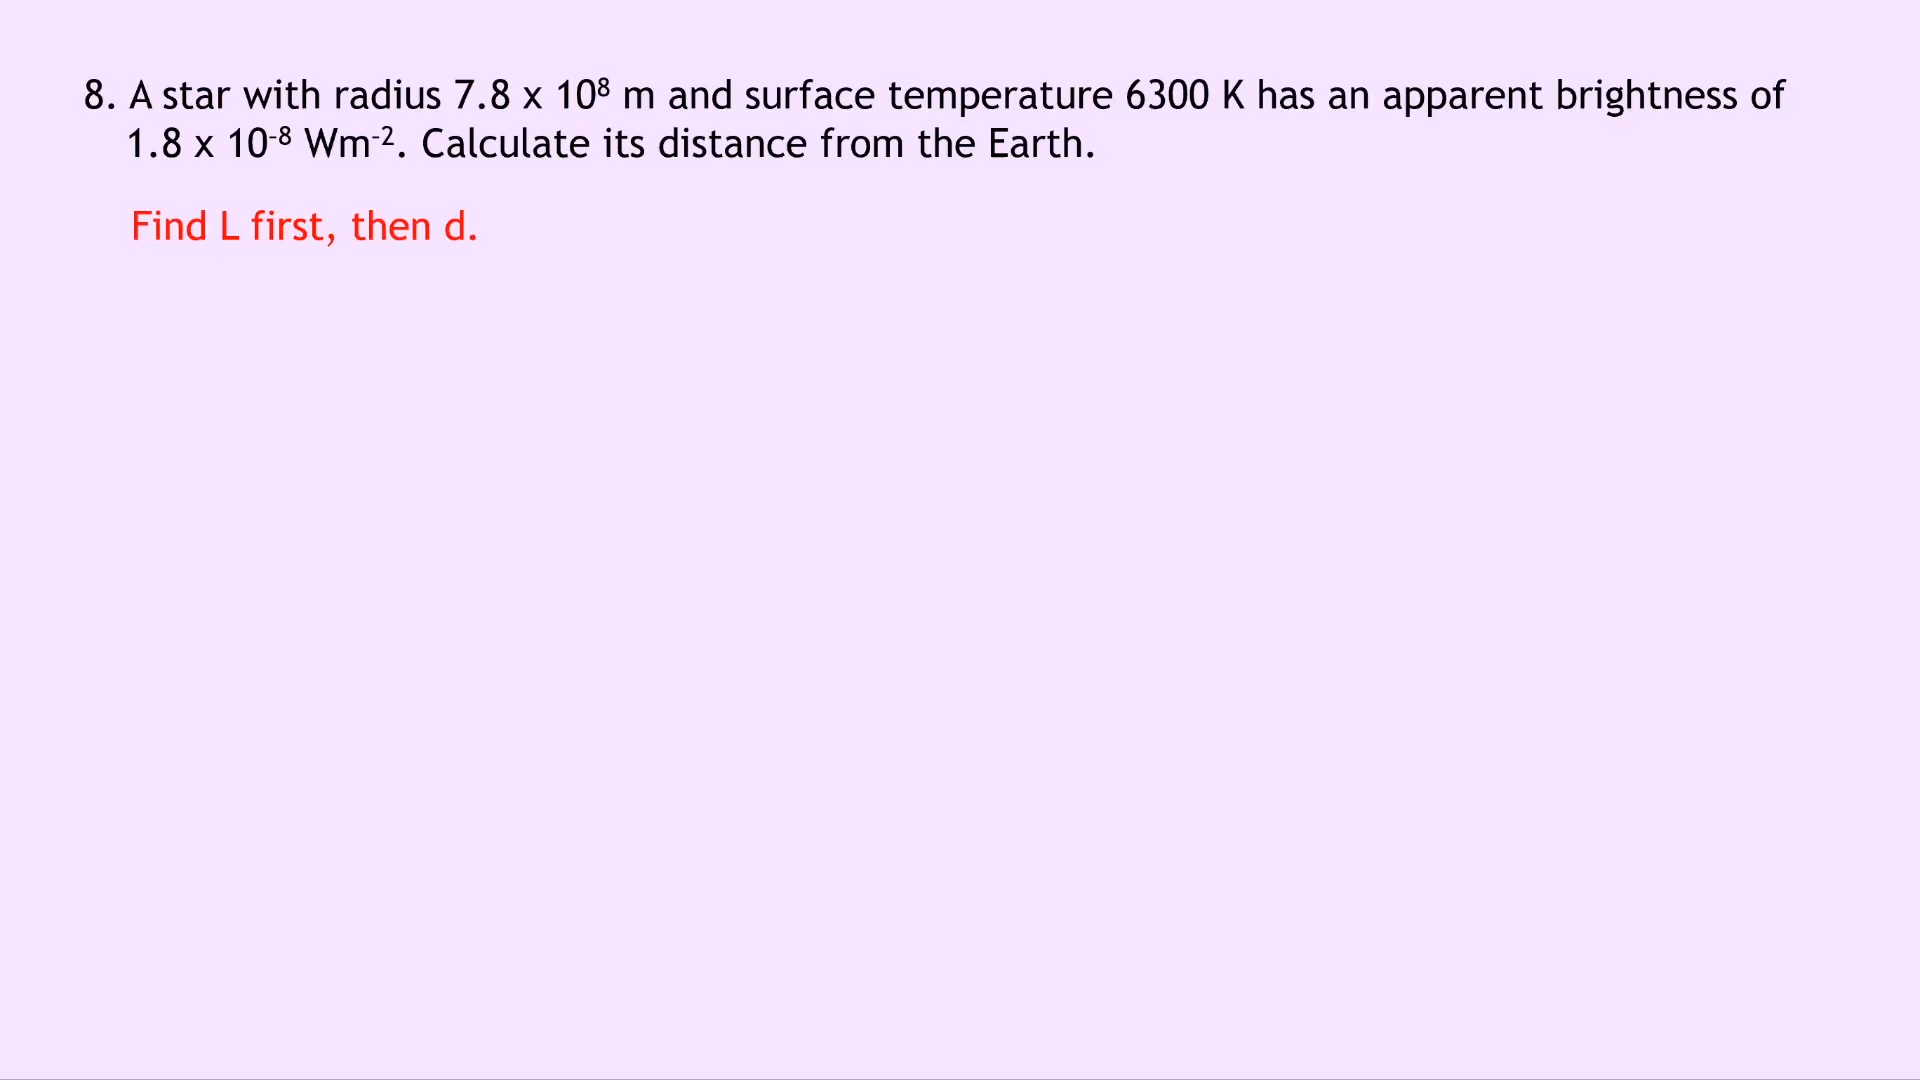 8. A star with radius 7.8 x 10⁸ m and surface temperature 6300 K has an apparent brightness of
1.8 x 10⁻⁸ Wm⁻². Calculate its distance from the Earth.
Find L first, then d.